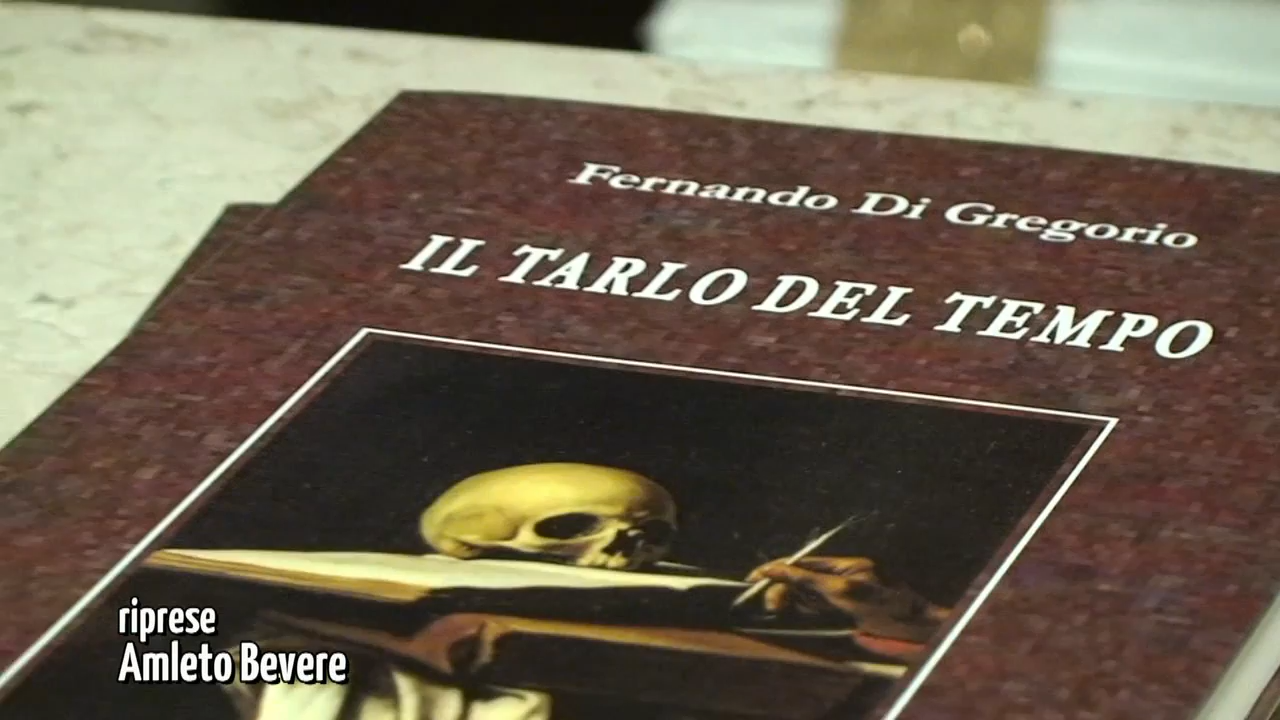 Fernando Di Gregorio
IL TARLO DEL TEMPO
riprese
Amleto Bevere